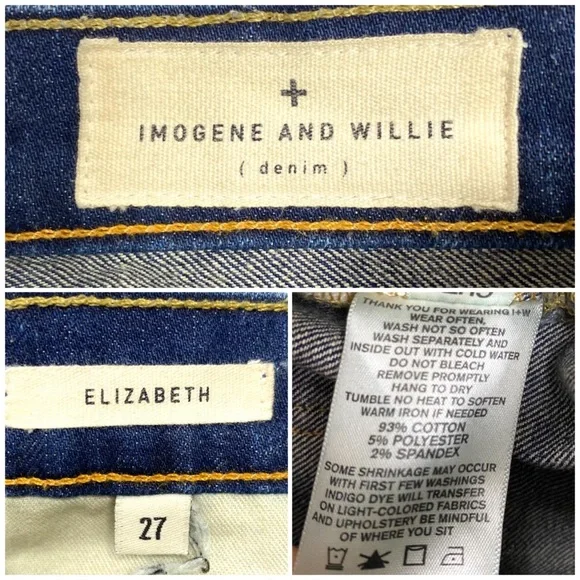 +
IMOGENE AND WILLIE
( denim )
ELIZABETH
27
THANK YOU FOR WEARING I+W
WEAR OFTEN,
WASH NOT SO OFTEN
WASH SEPARATELY AND
INSIDE OUT WITH COLD WATER
DO NOT BLEACH
REMOVE PROMPTLY
HANG TO DRY
TUMBLE NO HEAT TO SOFTEN
WARM IRON IF NEEDED
93% COTTON
5% POLYESTER
2% SPANDEX
SOME SHRINKAGE MAY OCCUR
WITH FIRST FEW WASHINGS
INDIGO DYE WILL TRANSFER
ON LIGHT-COLORED FABRICS
AND UPHOLSTERY BE MINDFUL
OF WHERE YOU SIT